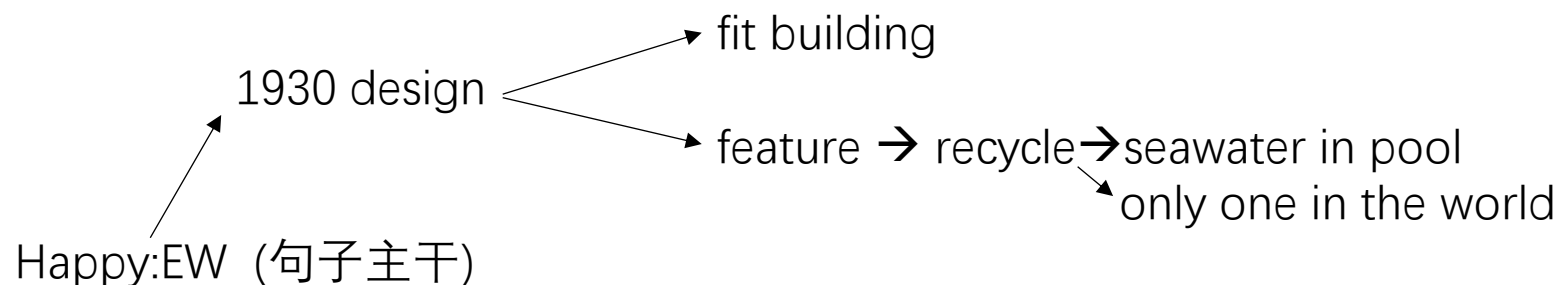 fit building
1930 design
feature → recycle→seawater in pool
only one in the world
Happy:EW (句子主干)